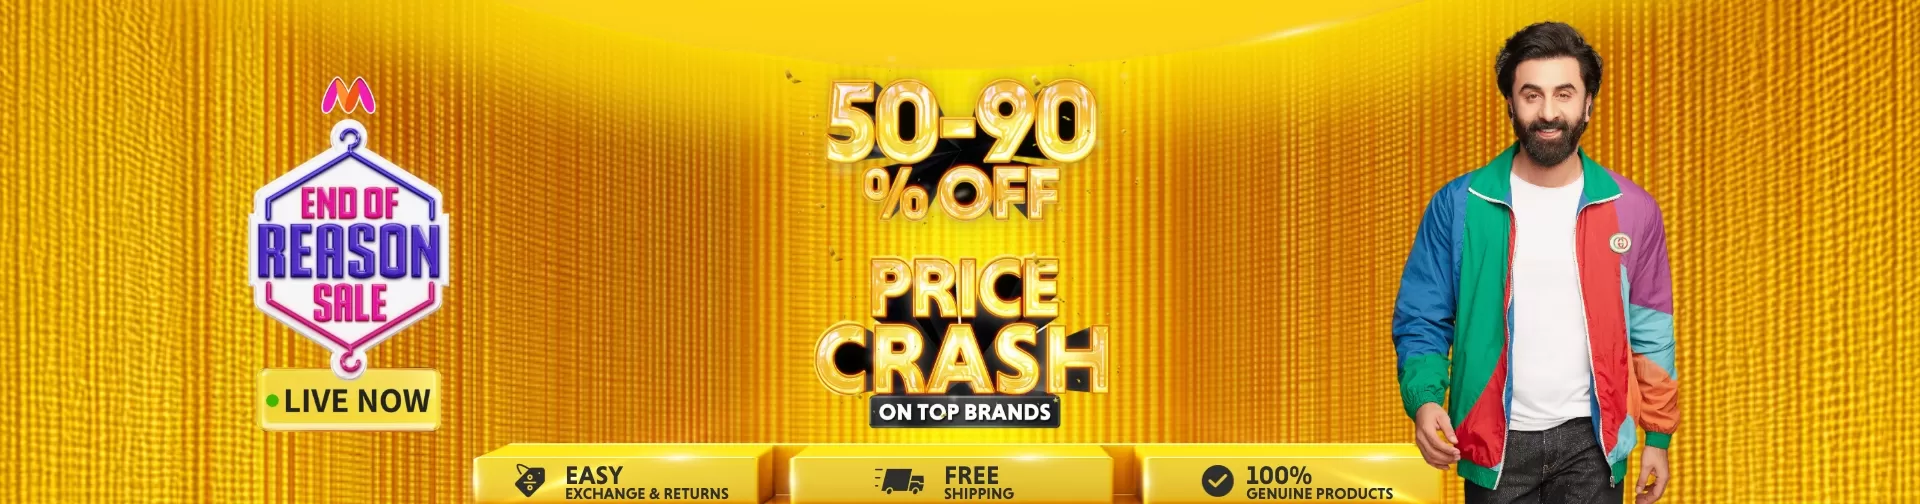 END OF
REASON
SALE
LIVE NOW
50-90
% OFF
PRICE
CRASH
ON TOP BRANDS
EASY
EXCHANGE & RETURNS
FREE
SHIPPING
100%
GENUINE PRODUCTS